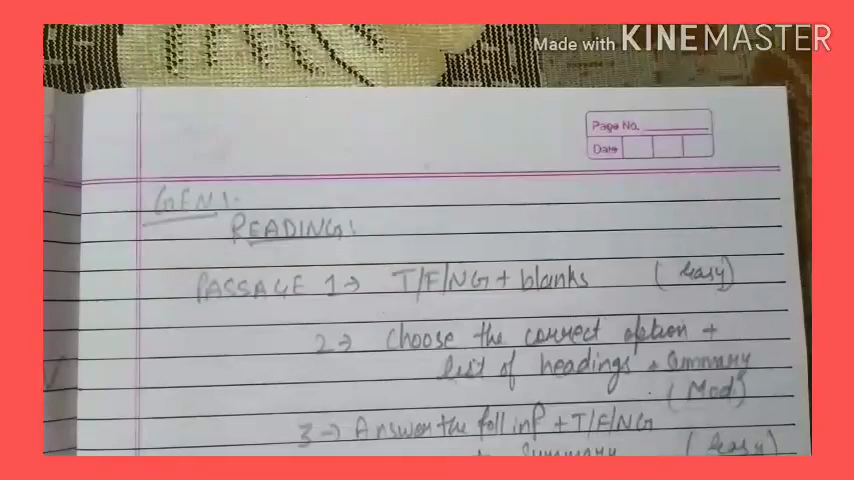 Made with KINEMASTER
Page No.
Date
GEN:-
READING:
PASSAGE 1→ T/F/NG + blanks (easy)
2→ Choose the correct option +
list of headings + Summary
(Mod)
3→ Answer the foll inf + T/F/NG
Summary (easy)